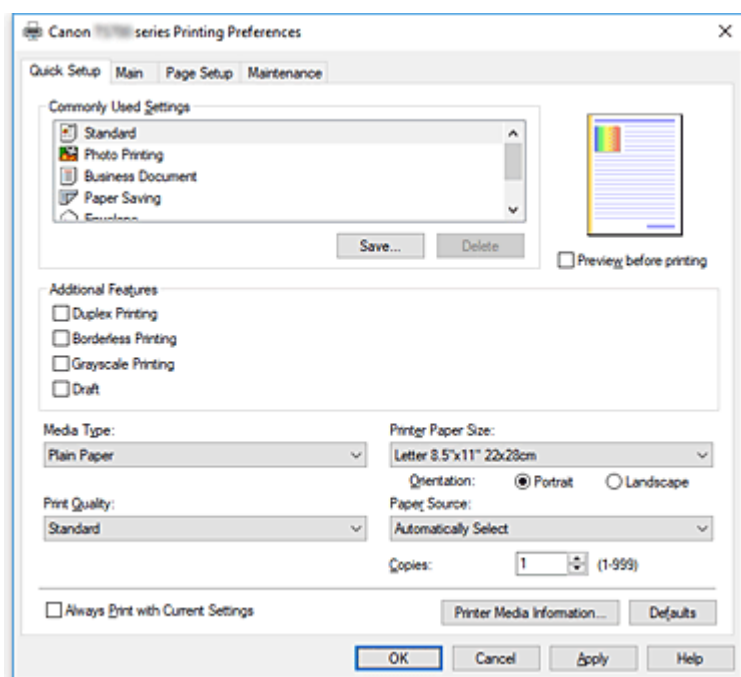 Canon series Printing Preferences
Quick Setup Main Page Setup Maintenance
Commonly Used Settings
Standard
Photo Printing
Business Document
Paper Saving
Envelope
Save... Delete
Preview before printing
Additional Features
Duplex Printing
Borderless Printing
Grayscale Printing
Draft
Media Type: Printer Paper Size:
Plain Paper Letter 8.5"x11" 22x28cm
Orientation: Portrait Landscape
Print Quality: Paper Source:
Standard Automatically Select
Copies: 1 (1-999)
Always Print with Current Settings Printer Media Information... Defaults
OK Cancel Apply Help